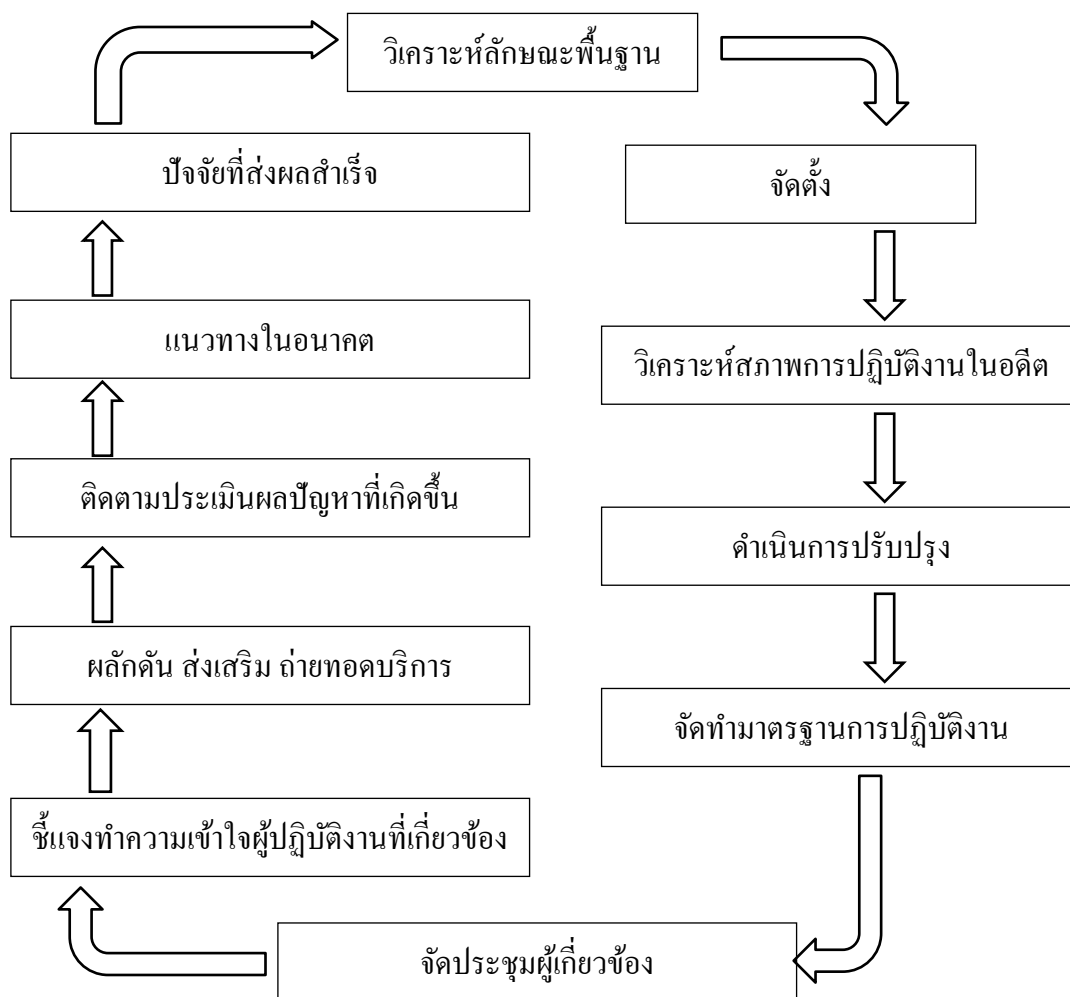 วิเคราะห์ลักษณะพื้นฐาน
จัดตั้ง
วิเคราะห์สภาพการปฏิบัติงานในอดีต
ดำเนินการปรับปรุง
จัดทำมาตรฐานการปฏิบัติงาน
จัดประชุมผู้เกี่ยวข้อง
ชี้แจงทำความเข้าใจผู้ปฏิบัติงานที่เกี่ยวข้อง
ผลักดัน ส่งเสริม ถ่ายทอดบริการ
ติดตามประเมินผลปัญหาที่เกิดขึ้น
แนวทางในอนาคต
ปัจจัยที่ส่งผลสำเร็จ